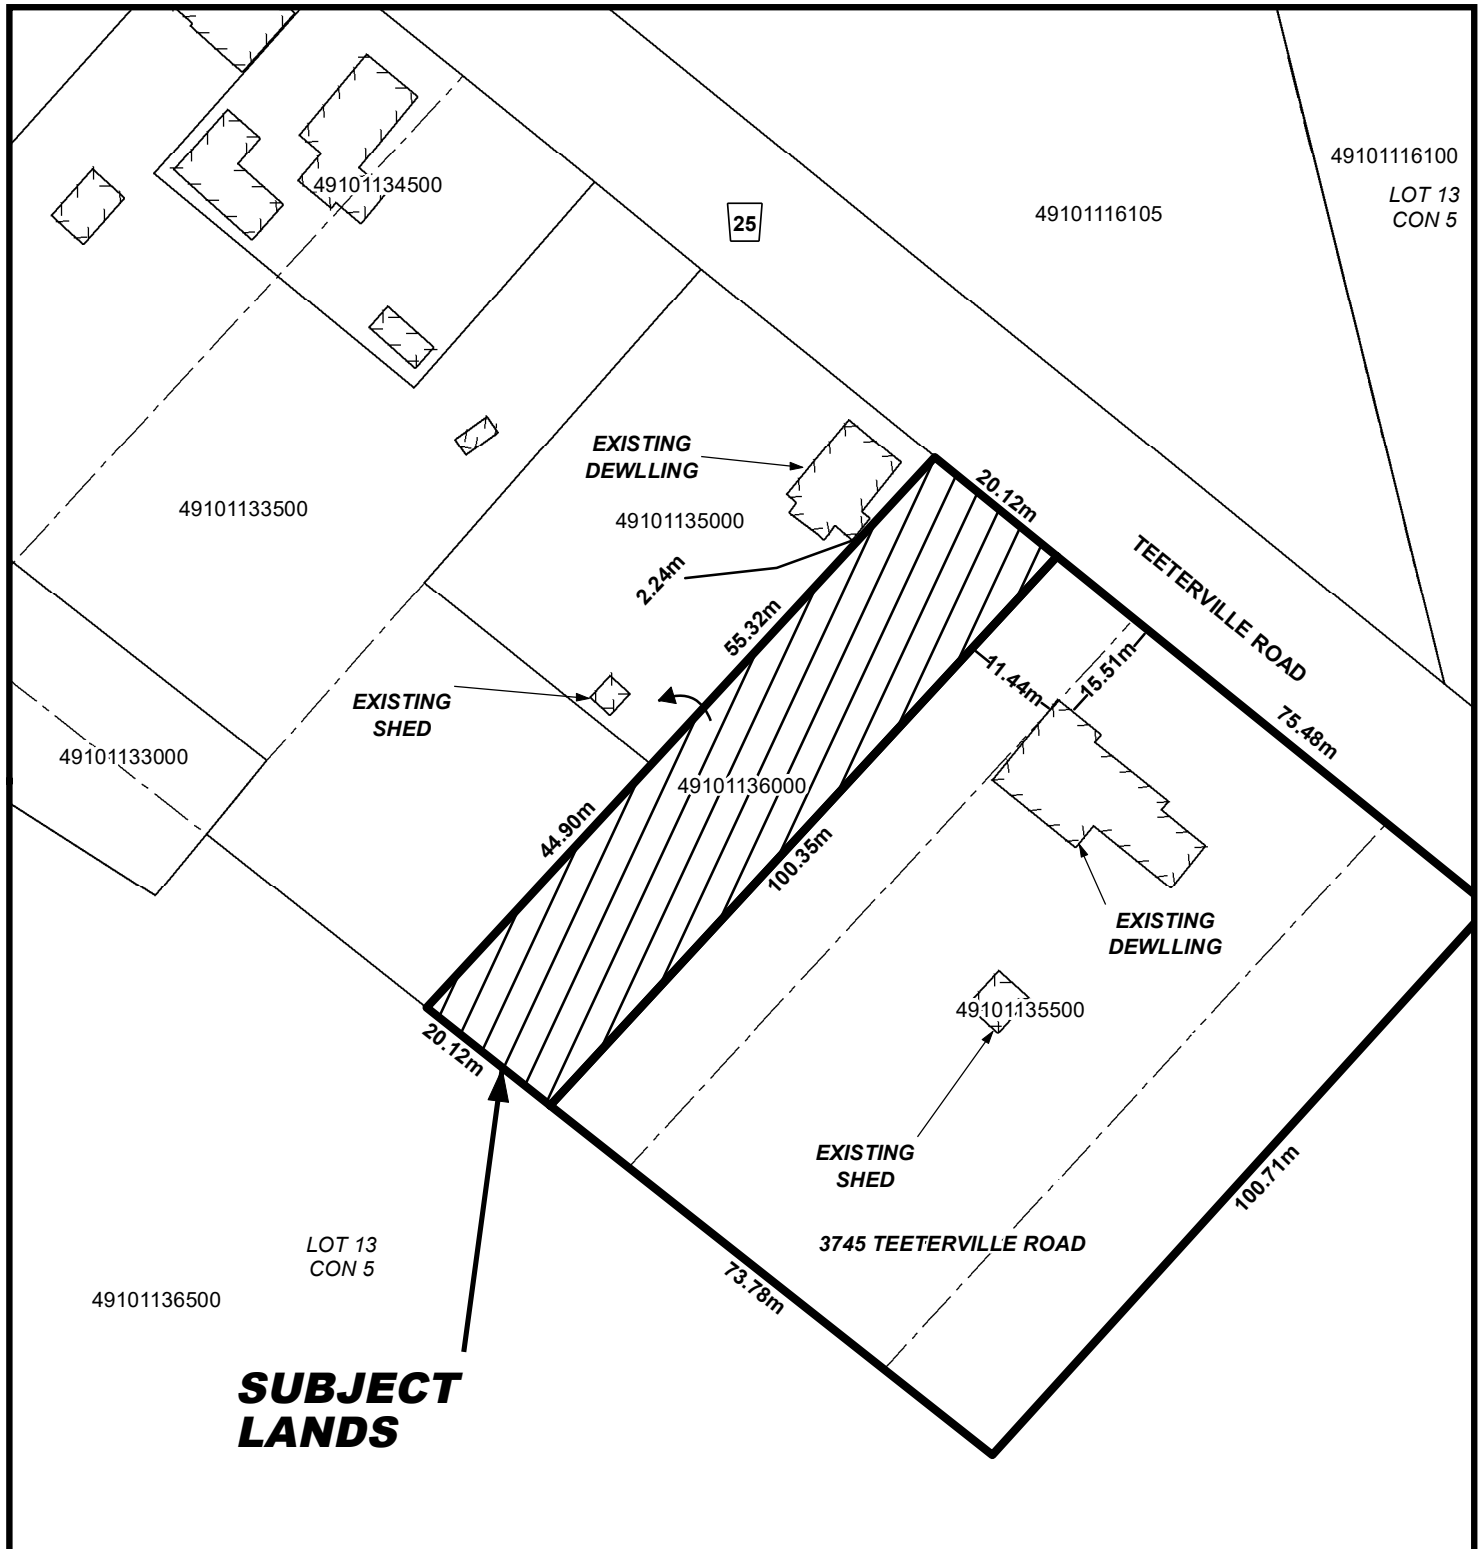 49101116100
LOT 13
CON 5
49101134500
49101116105
25
EXISTING
DEWLLING
20.12m
49101133500
49101135000
2.24m
TEETERVILLE ROAD
55.32m
11.44m
15.51m
EXISTING
SHED
75.48m
49101133000
49101136000
44.90m
100.35m
EXISTING
DEWLLING
49101135500
20.12m
EXISTING
SHED
100.71m
3745 TEETERVILLE ROAD
LOT 13
CON 5
73.78m
49101136500
SUBJECT
LANDS